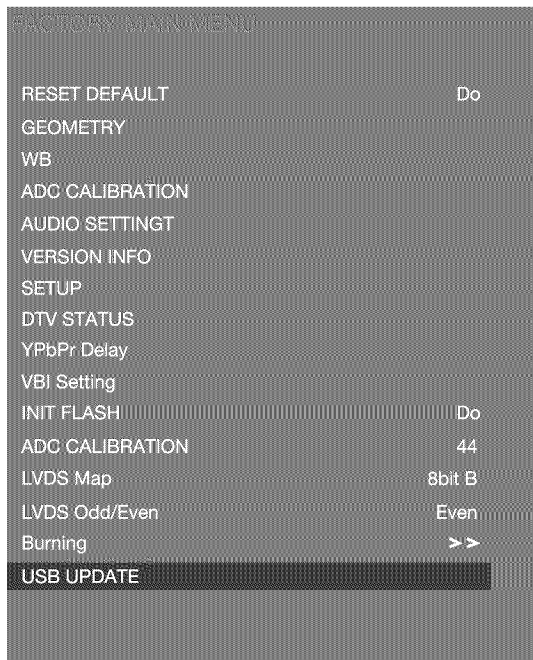 FACTORY MAIN MENU
RESET DEFAULT Do
GEOMETRY
WB
ADC CALIBRATION
AUDIO SETTINGT
VERSION INFO
SETUP
DTV STATUS
YPbPr Delay
VBI Setting
INIT FLASH Do
ADC CALIBRATION 44
LVDS Map 8bit B
LVDS Odd/Even Even
Burning >>
USB UPDATE